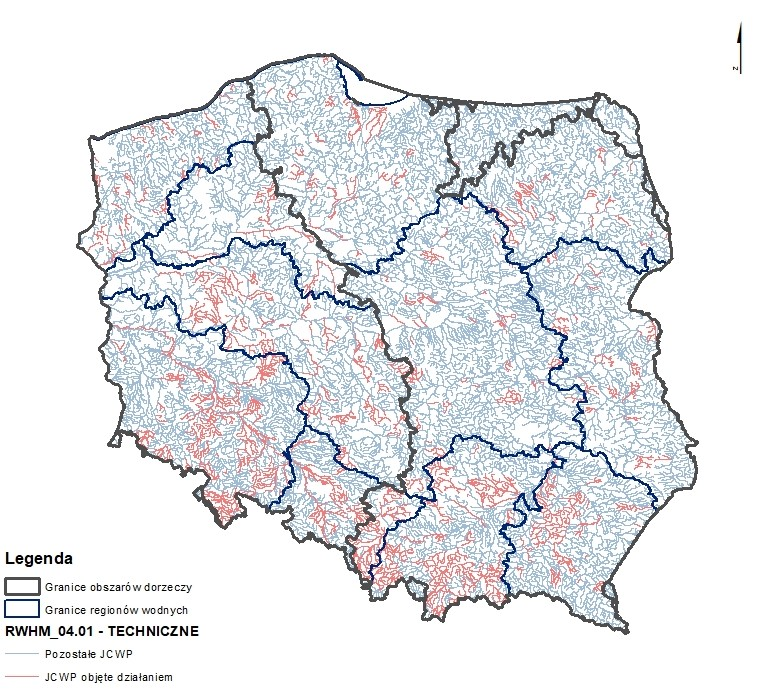 z
Legenda
Granice obszarów dorzeczy
Granice regionów wodnych
RWHM_04.01 - TECHNICZNE
Pozostałe JCWP
JCWP objęte działaniem